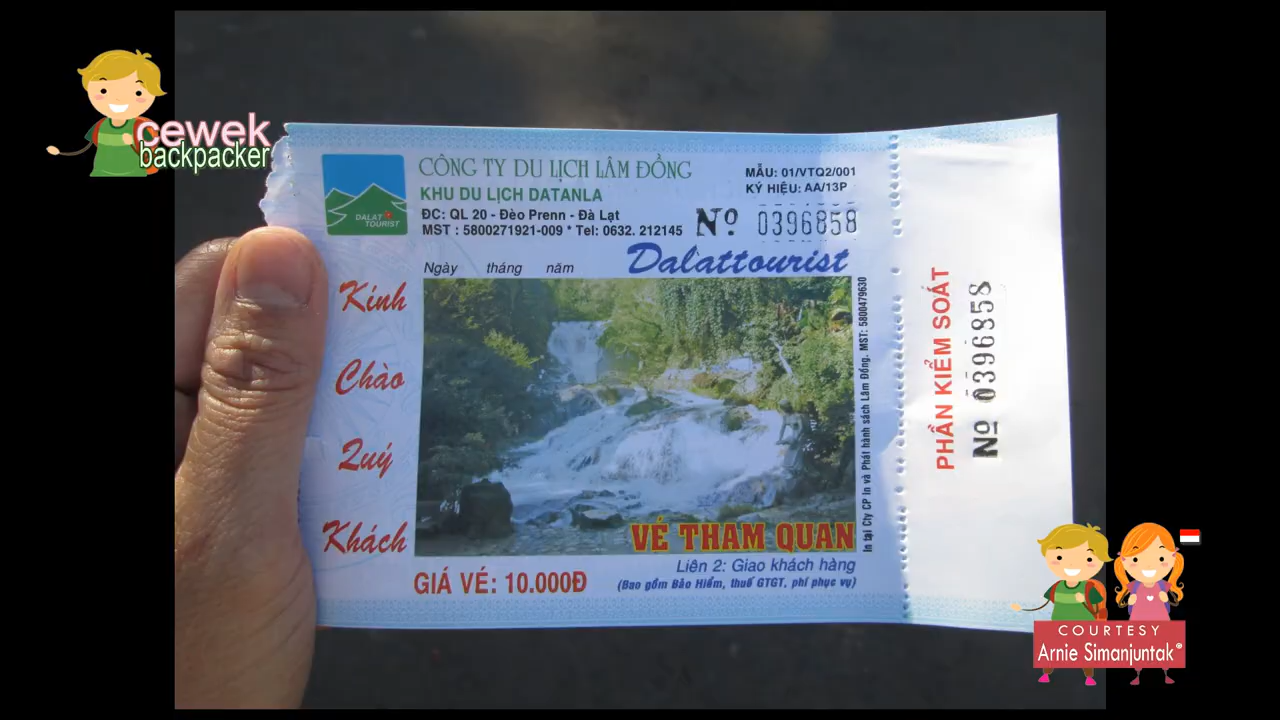 cewek
backpacker
CÔNG TY DU LỊCH LÂM ĐỒNG
KHU DU LỊCH DATANLA
ĐC: QL 20 - Đèo Prenn - Đà Lạt
MST : 5800271921-009 * Tel: 0632. 212145
MẪU: 01/VTQ2/001
KÝ HIỆU: AA/13P
Nº 0396858
DALAT
TOURIST
Ngày tháng năm
Dalattourist
Kính
Chào
Quý
Khách
VÉ THAM QUAN
GIÁ VÉ: 10.000Đ
Liên 2: Giao khách hàng
(Bao gồm Bảo Hiểm, thuế GTGT, phí phục vụ)
In tại Cty CP In và Phát hành sách Lâm Đồng. MST: 5800479630
PHẦN KIỂM SOÁT
Nº 0396858
COURTESY
Arnie Simanjuntak®